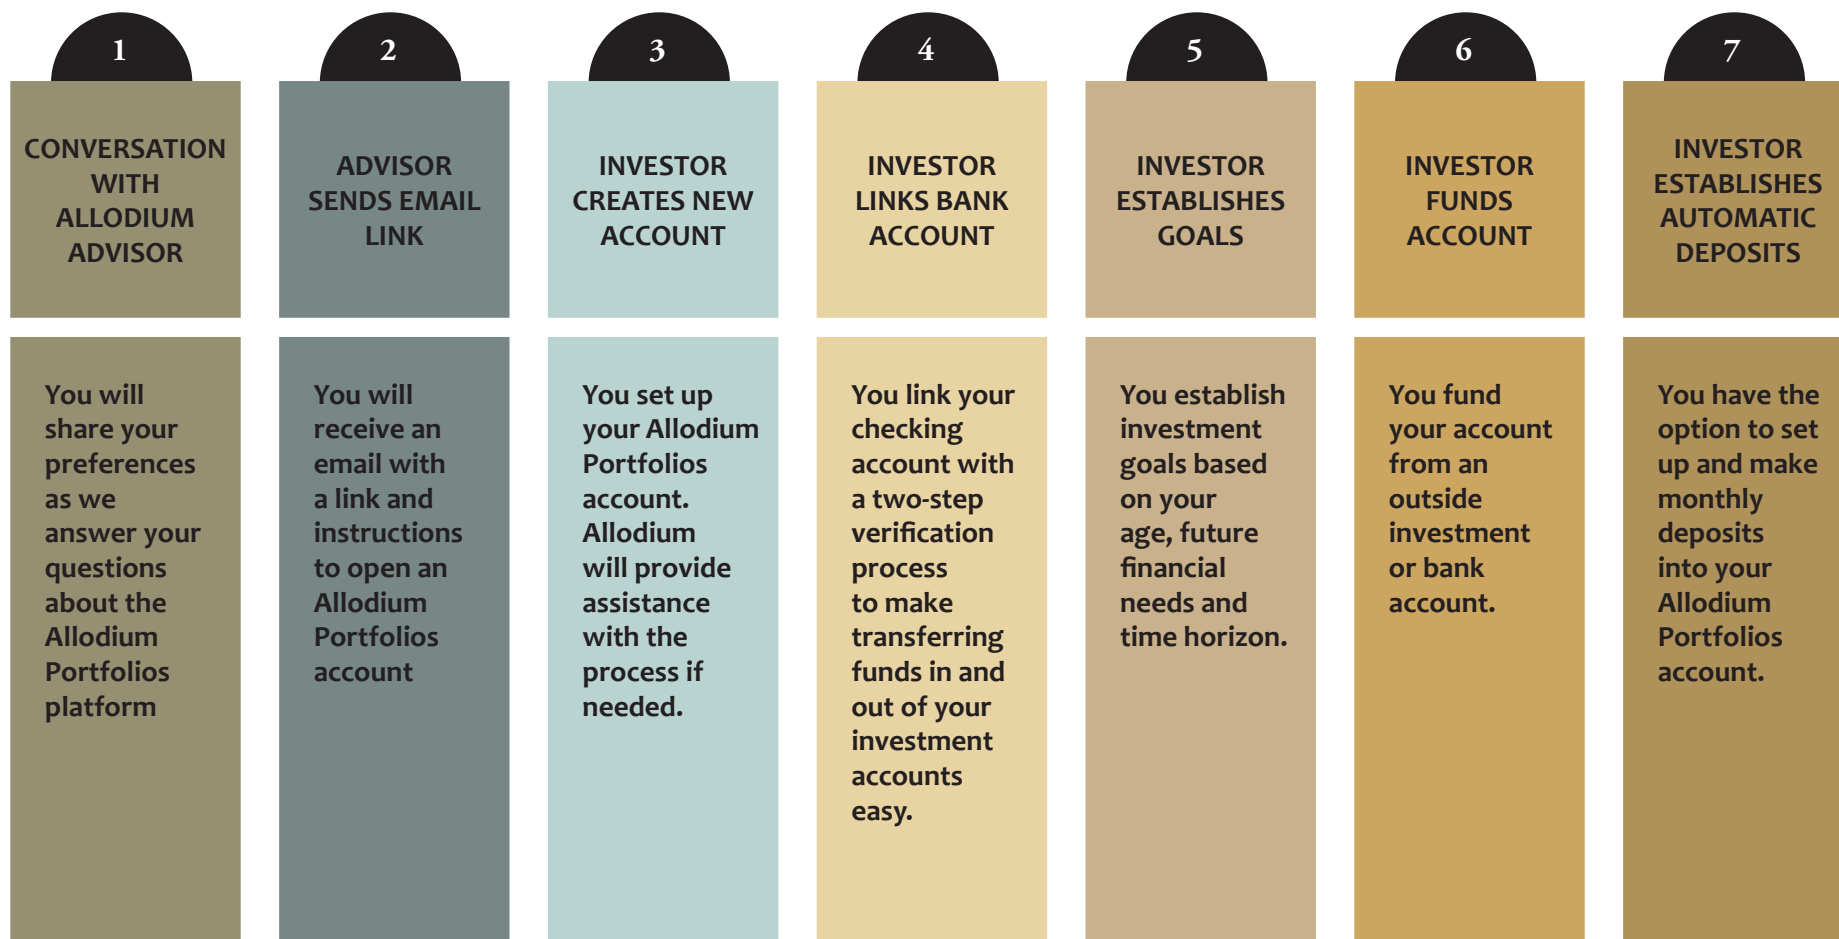 1
CONVERSATION
WITH
ALLODIUM
ADVISOR
You will
share your
preferences
as we
answer your
questions
about the
Allodium
Portfolios
platform
2
ADVISOR
SENDS EMAIL
LINK
You will
receive an
email with
a link and
instructions
to open an
Allodium
Portfolios
account
3
INVESTOR
CREATES NEW
ACCOUNT
You set up
your Allodium
Portfolios
account.
Allodium
will provide
assistance
with the
process if
needed.
4
INVESTOR
LINKS BANK
ACCOUNT
You link your
checking
account with
a two-step
verification
process
to make
transferring
funds in and
out of your
investment
accounts
easy.
5
INVESTOR
ESTABLISHES
GOALS
You establish
investment
goals based
on your
age, future
financial
needs and
time horizon.
6
INVESTOR
FUNDS
ACCOUNT
You fund
your account
from an
outside
investment
or bank
account.
7
INVESTOR
ESTABLISHES
AUTOMATIC
DEPOSITS
You have the
option to set
up and make
monthly
deposits
into your
Allodium
Portfolios
account.